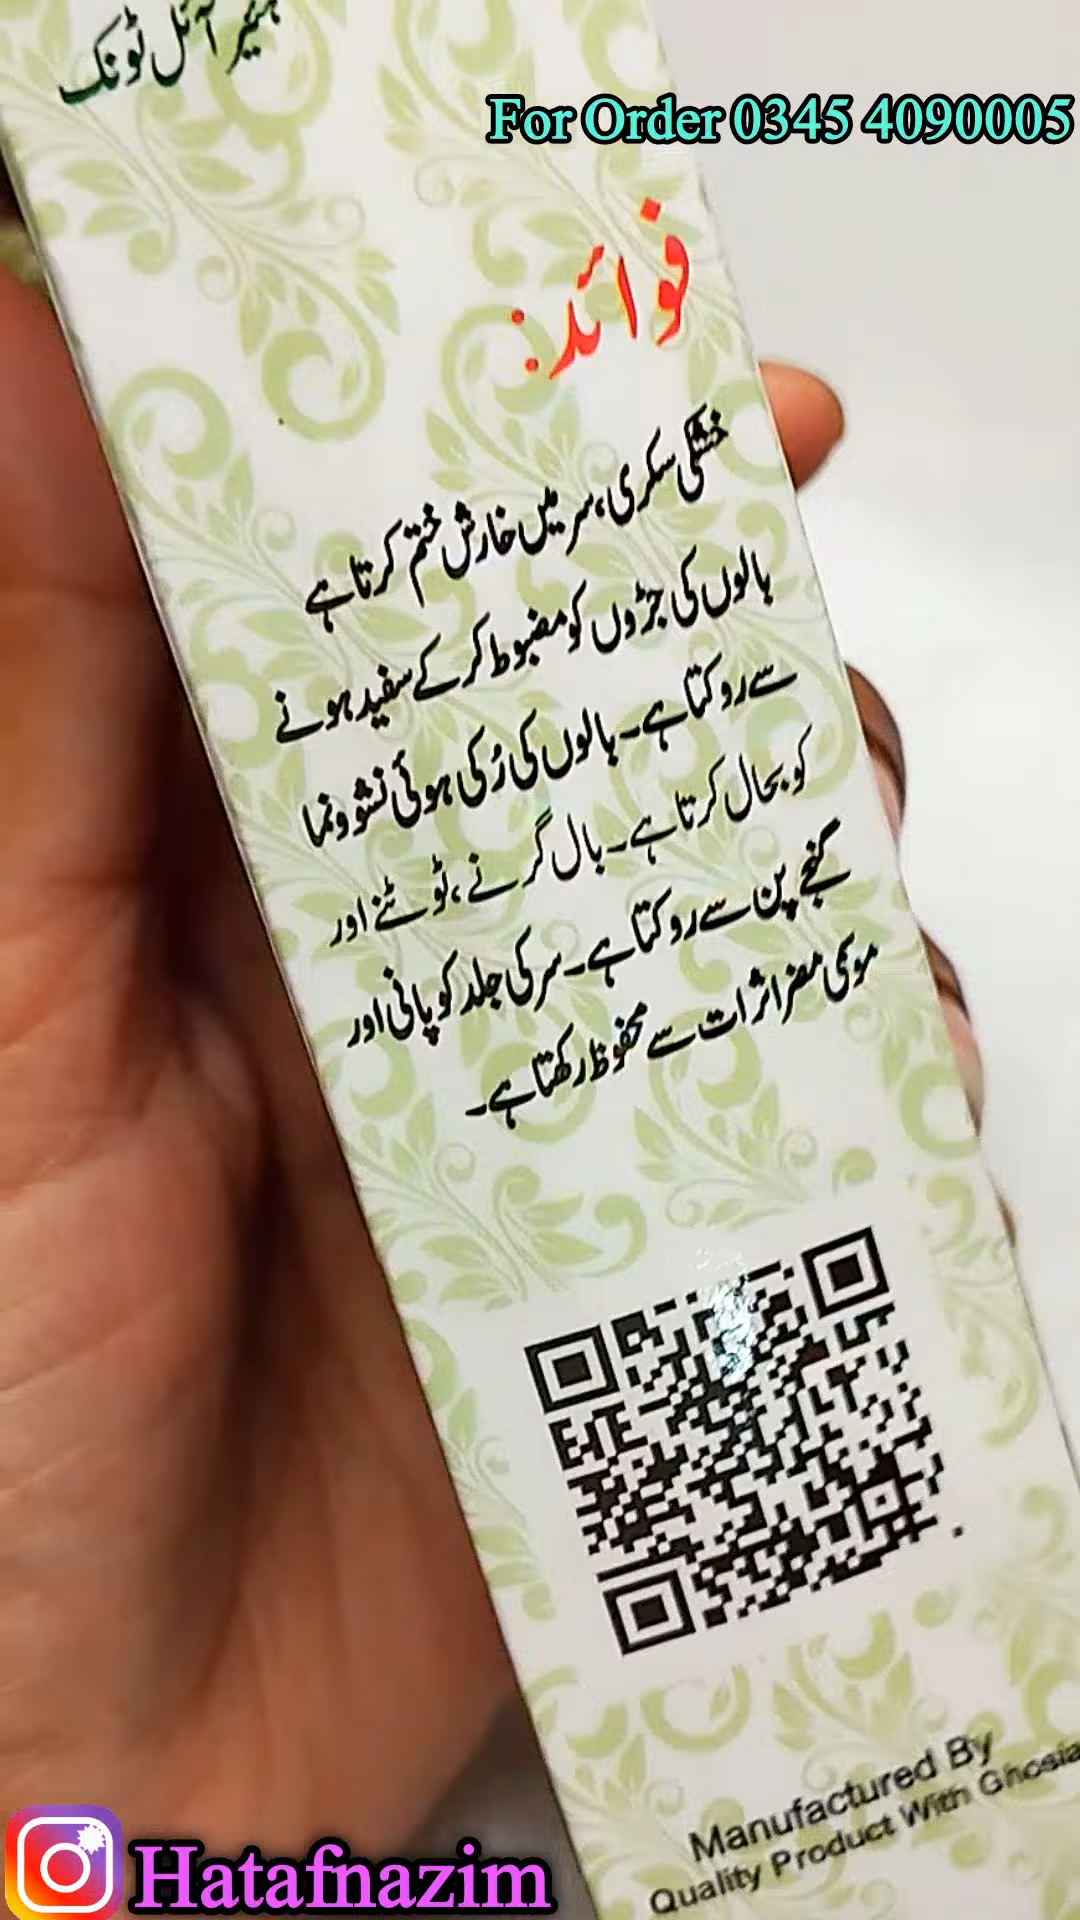 ہئیر آئل ٹونک
For Order 0345 4090005
فوائد:
خشکی سکری، سر میں خارش ختم کرتا ہے
بالوں کی جڑوں کو مضبوط کر کے سفید ہونے
سے روکتا ہے۔ بالوں کی رُکی ہوئی نشوونما
کو بحال کرتا ہے۔ بال گرنے، ٹوٹنے اور
گنجے پن سے روکتا ہے۔ سر کی جلد کو پانی اور
موسمی مضر اثرات سے محفوظ رکھتا ہے۔
Manufactured By
Quality Product With Ghosia
Hatafnazim